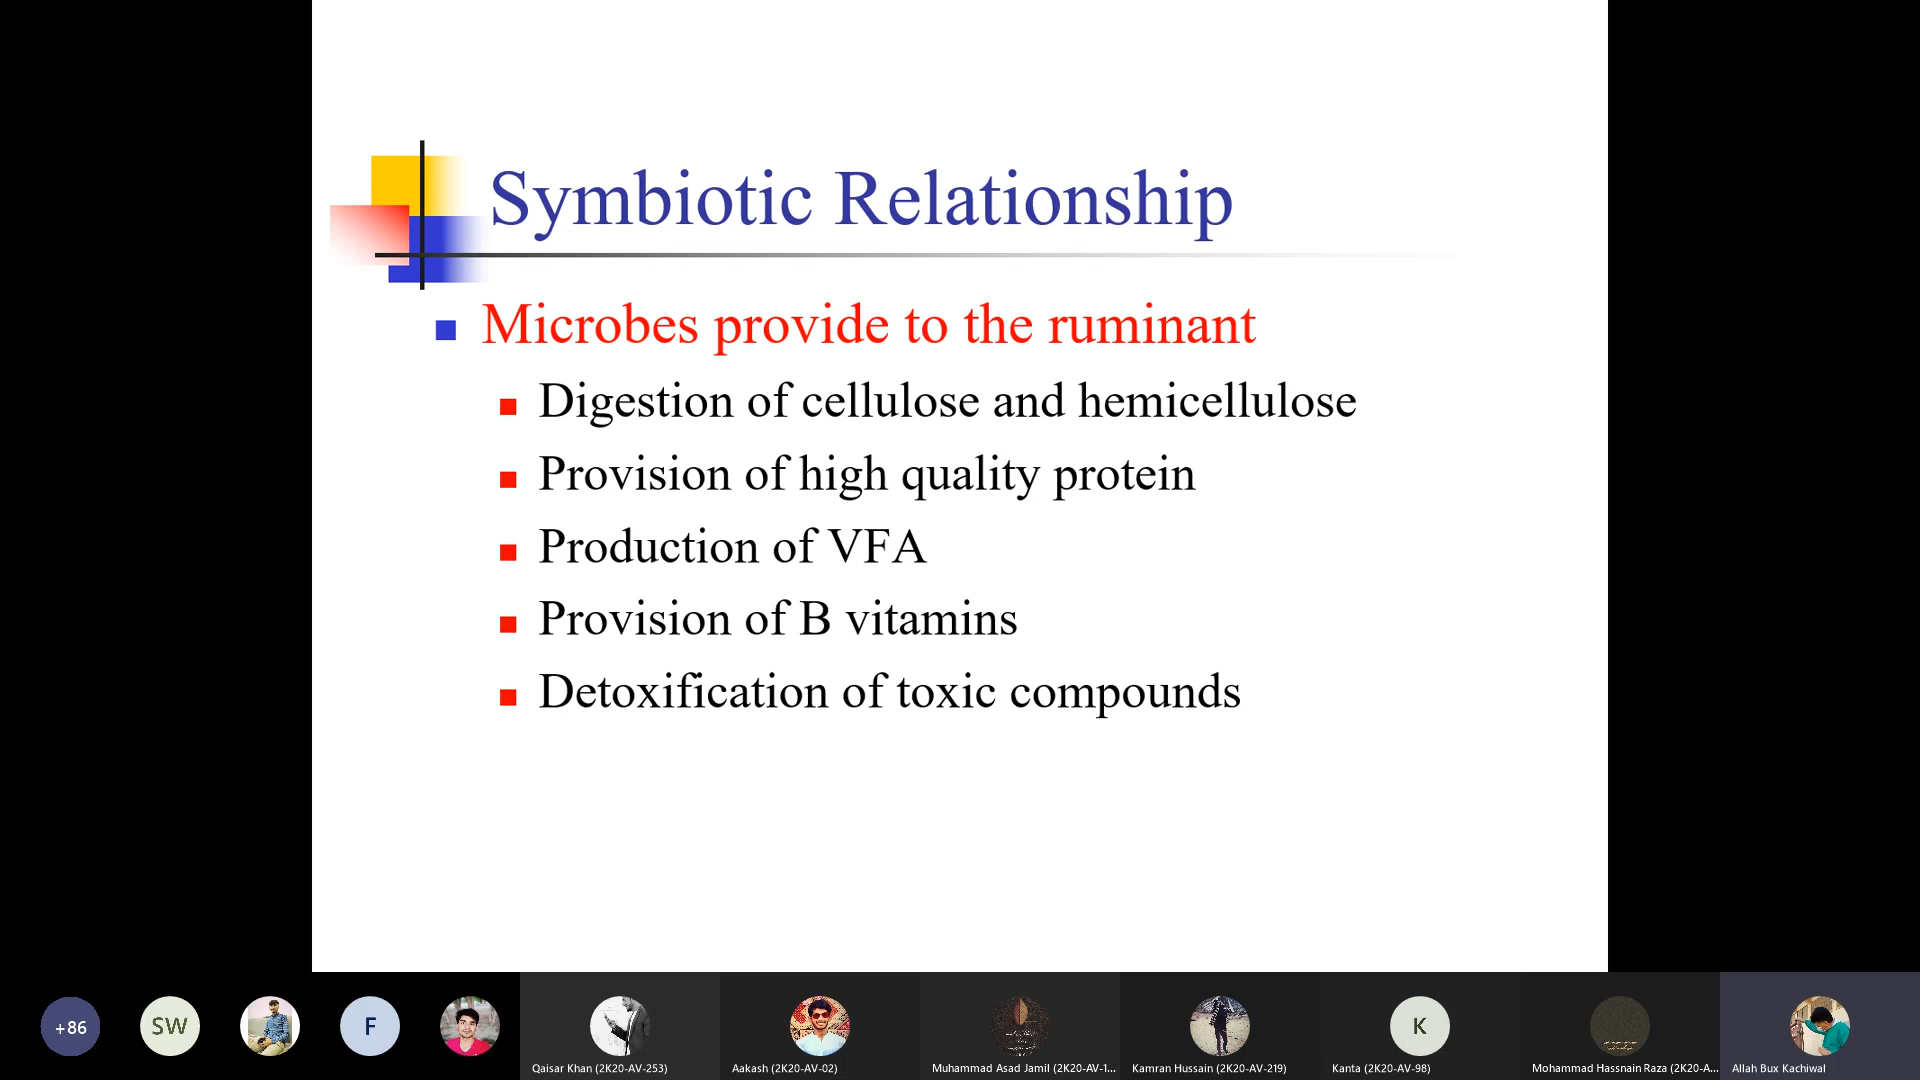 Symbiotic Relationship
Microbes provide to the ruminant
Digestion of cellulose and hemicellulose
Provision of high quality protein
Production of VFA
Provision of B vitamins
Detoxification of toxic compounds
+86
SW
F
K
Qaisar Khan (2K20-AV-253)
Aakash (2K20-AV-02)
Muhammad Asad Jamil (2K20-AV-1...
Kamran Hussain (2K20-AV-219)
Kanta (2K20-AV-98)
Mohammad Hassnain Raza (2K20-A...
Allah Bux Kachiwal